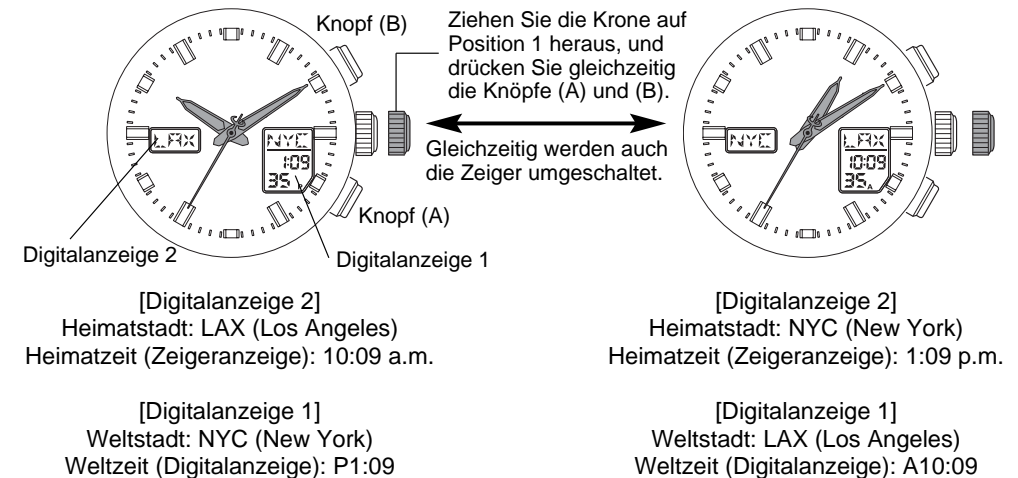 Knopf (B)
Ziehen Sie die Krone auf
Position 1 heraus, und
drücken Sie gleichzeitig
die Knöpfe (A) und (B).
LAX
NYC
1:09
35 P
Gleichzeitig werden auch
die Zeiger umgeschaltet.
NYC
LAX
10:09
35 A
Knopf (A)
Digitalanzeige 2
Digitalanzeige 1
[Digitalanzeige 2]
Heimatstadt: LAX (Los Angeles)
Heimatzeit (Zeigeranzeige): 10:09 a.m.
[Digitalanzeige 1]
Weltstadt: NYC (New York)
Weltzeit (Digitalanzeige): P1:09
[Digitalanzeige 2]
Heimatstadt: NYC (New York)
Heimatzeit (Zeigeranzeige): 1:09 p.m.
[Digitalanzeige 1]
Weltstadt: LAX (Los Angeles)
Weltzeit (Digitalanzeige): A10:09